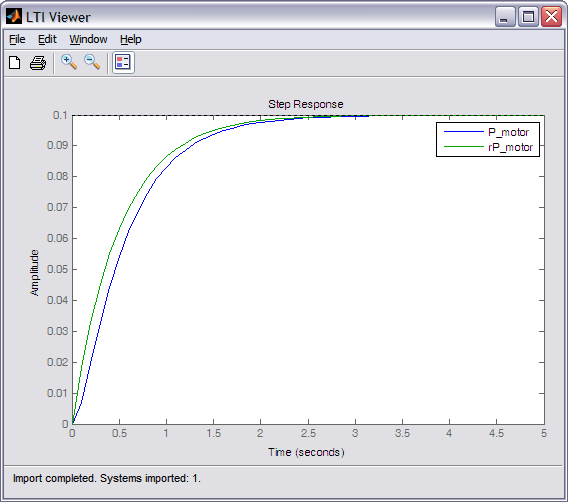 LTI Viewer
File Edit Window Help
Step Response
P_motor
rP_motor
Amplitude
0.1
0.09
0.08
0.07
0.06
0.05
0.04
0.03
0.02
0.01
0
0 0.5 1 1.5 2 2.5 3 3.5 4 4.5 5
Time (seconds)
Import completed. Systems imported: 1.